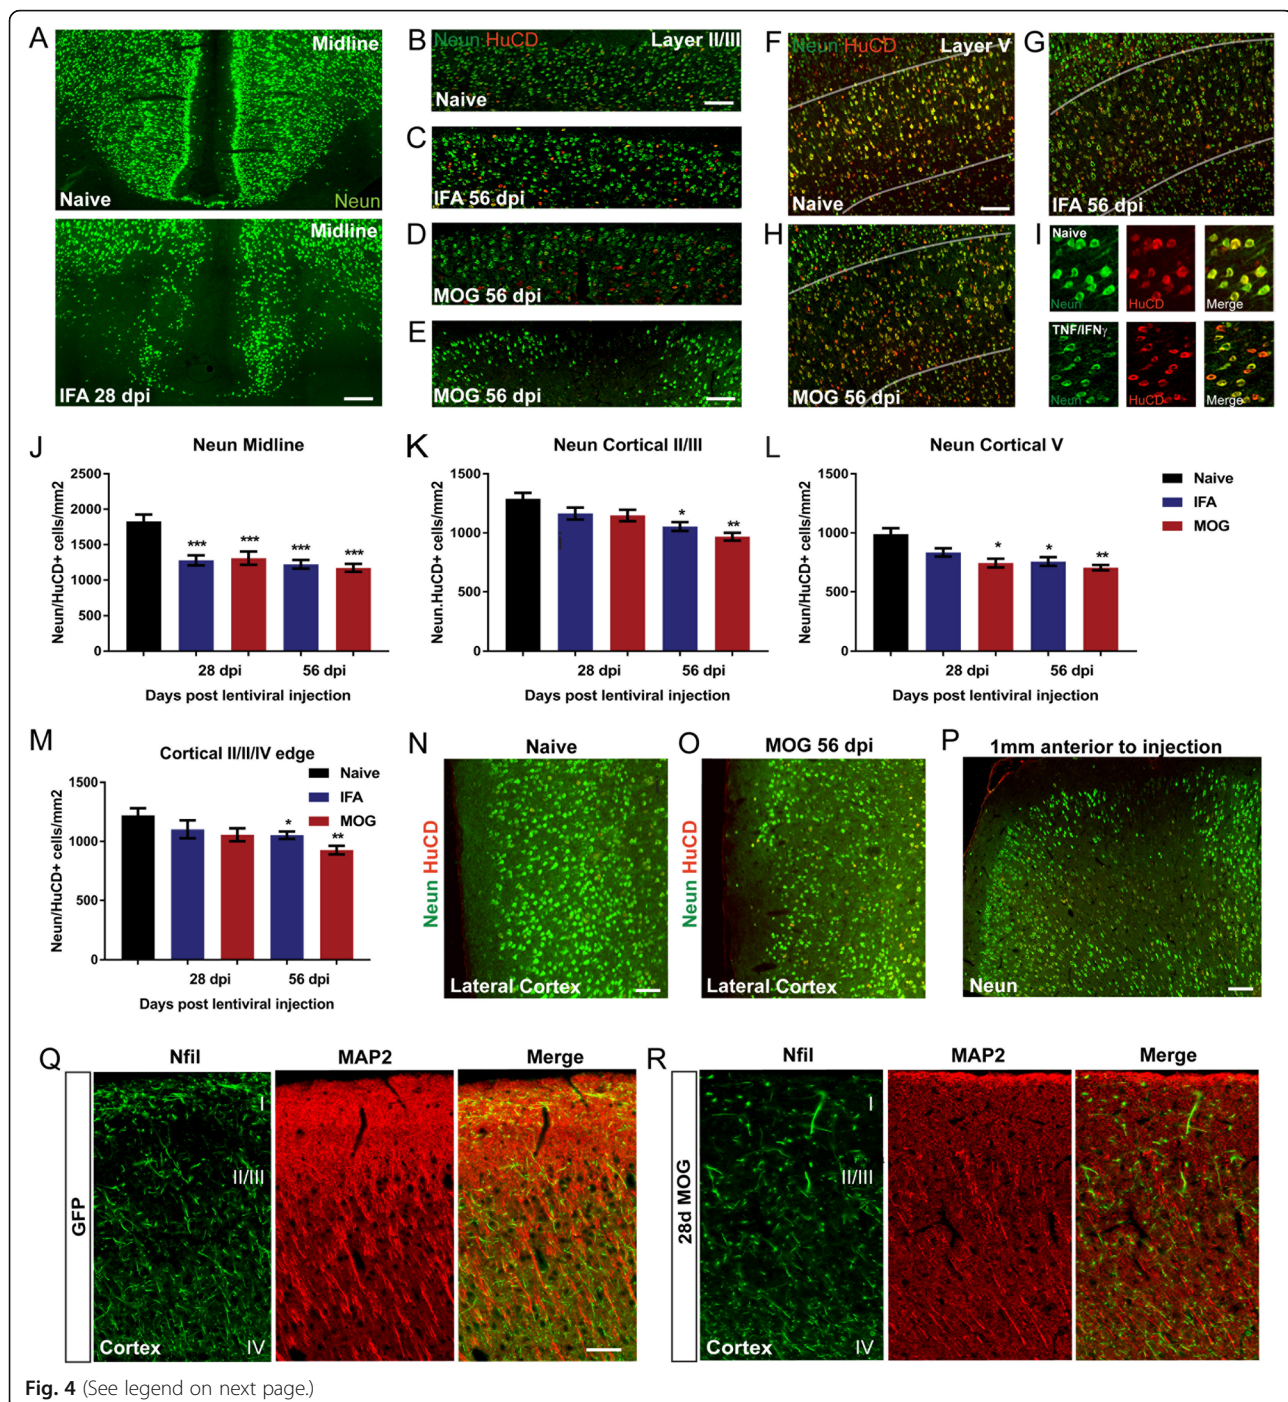 A
Midline
Naive
Neun
Midline
IFA 28 dpi
B
Neun HuCD
Layer II/III
Naive
C
IFA 56 dpi
D
MOG 56 dpi
E
MOG 56 dpi
F
Neun HuCD
Layer V
Naive
G
IFA 56 dpi
H
MOG 56 dpi
I
Naive
Neun
HuCD
Merge
TNF/IFNγ
Neun
HuCD
Merge
J
Neun Midline
Neun/HuCD+ cells/mm2
2500
2000
1500
1000
500
0
***
***
***
***
28 dpi
56 dpi
Days post lentiviral injection
K
Neun Cortical II/III
Neun.HuCD+ cells/mm2
1500
1000
500
0
*
**
28 dpi
56 dpi
Days post lentiviral injection
L
Neun Cortical V
Neun/HuCD+ cells/mm2
1500
1000
500
0
*
*
**
28 dpi
56 dpi
Days post lentiviral injection
Naive
IFA
MOG
M
Cortical II/II/IV edge
Neun/HuCD+ cells/mm2
1500
1000
500
0
*
**
Naive
IFA
MOG
28 dpi
56 dpi
Days post lentiviral injection
N
Naive
Neun HuCD
Lateral Cortex
O
MOG 56 dpi
Neun HuCD
Lateral Cortex
P
1mm anterior to injection
Neun
Q
Nfil
MAP2
Merge
GFP
I
II/III
IV
Cortex
R
Nfil
MAP2
Merge
28d MOG
I
II/III
IV
Cortex
Fig. 4 (See legend on next page.)